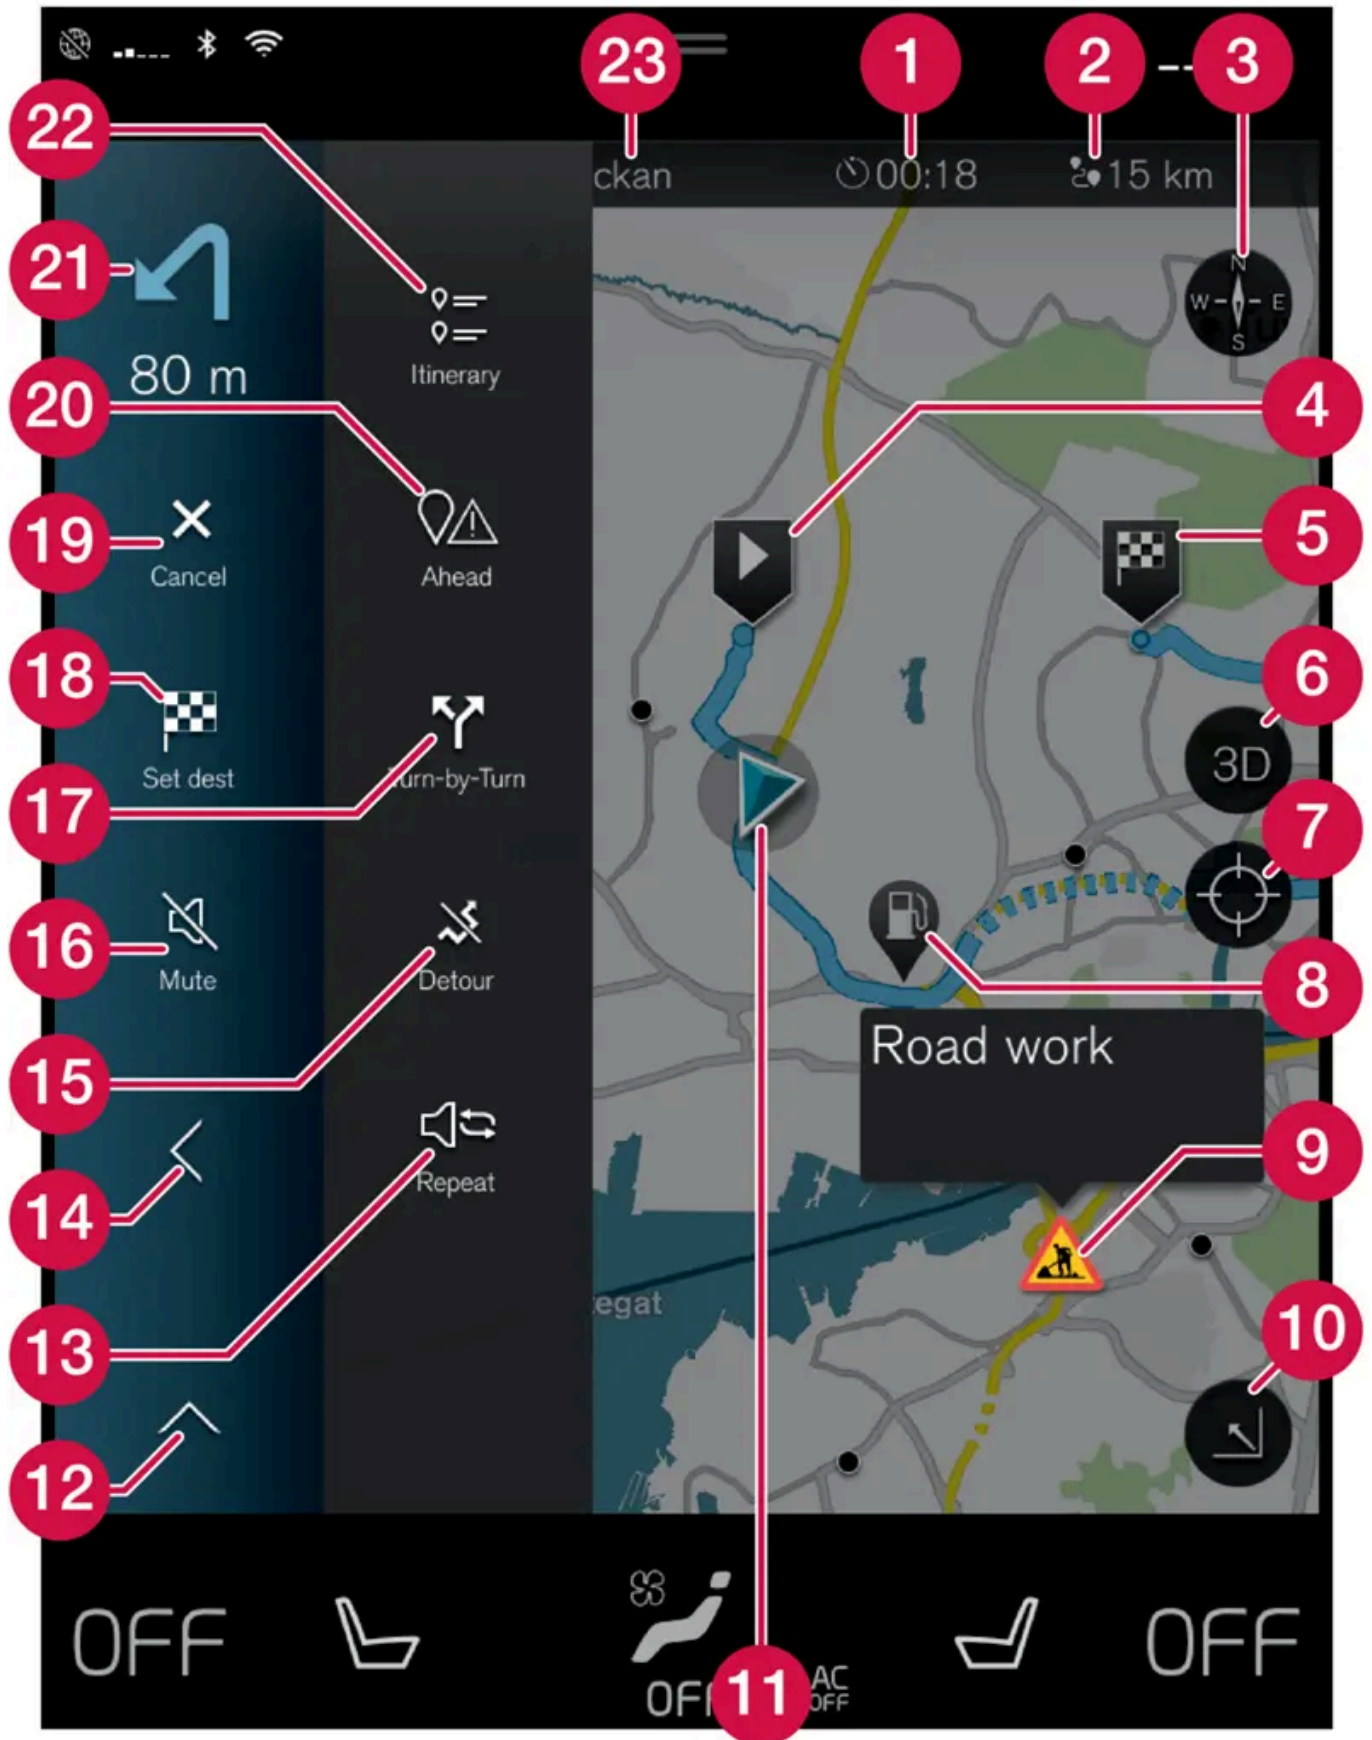 23
1
2
3
22
ckan
00:18
15 km
21
N
W
E
S
80 m
Itinerary
20
4
19
Cancel
Ahead
5
18
6
Set dest
Turn-by-Turn
3D
17
7
16
Mute
Detour
8
15
Road work
Repeat
9
14
egat
13
10
12
OFF
OFF
11
AC
OFF
OFF